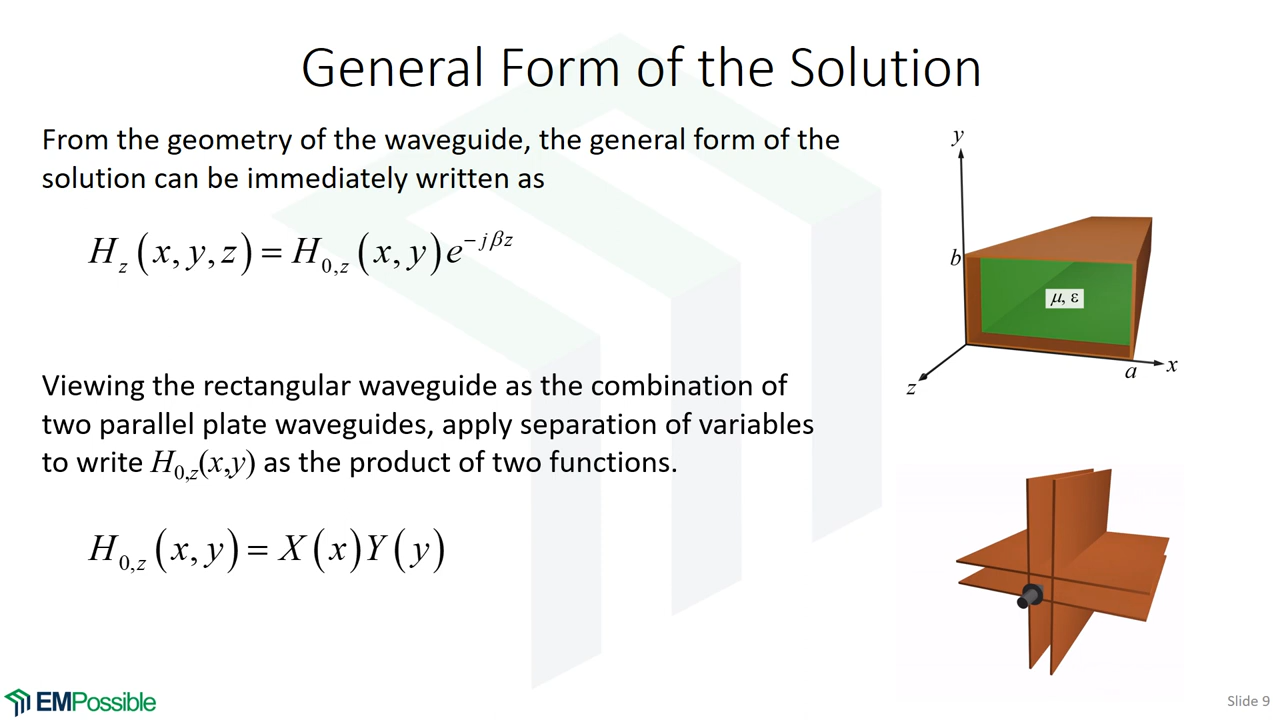 General Form of the Solution
From the geometry of the waveguide, the general form of the
solution can be immediately written as
H_z(x, y, z) = H_{0,z}(x, y)e^{-jβz}
y
b
μ, ε
a
x
z
Viewing the rectangular waveguide as the combination of
two parallel plate waveguides, apply separation of variables
to write H_{0,z}(x,y) as the product of two functions.
H_{0,z}(x, y) = X(x)Y(y)
EMPossible
Slide 9